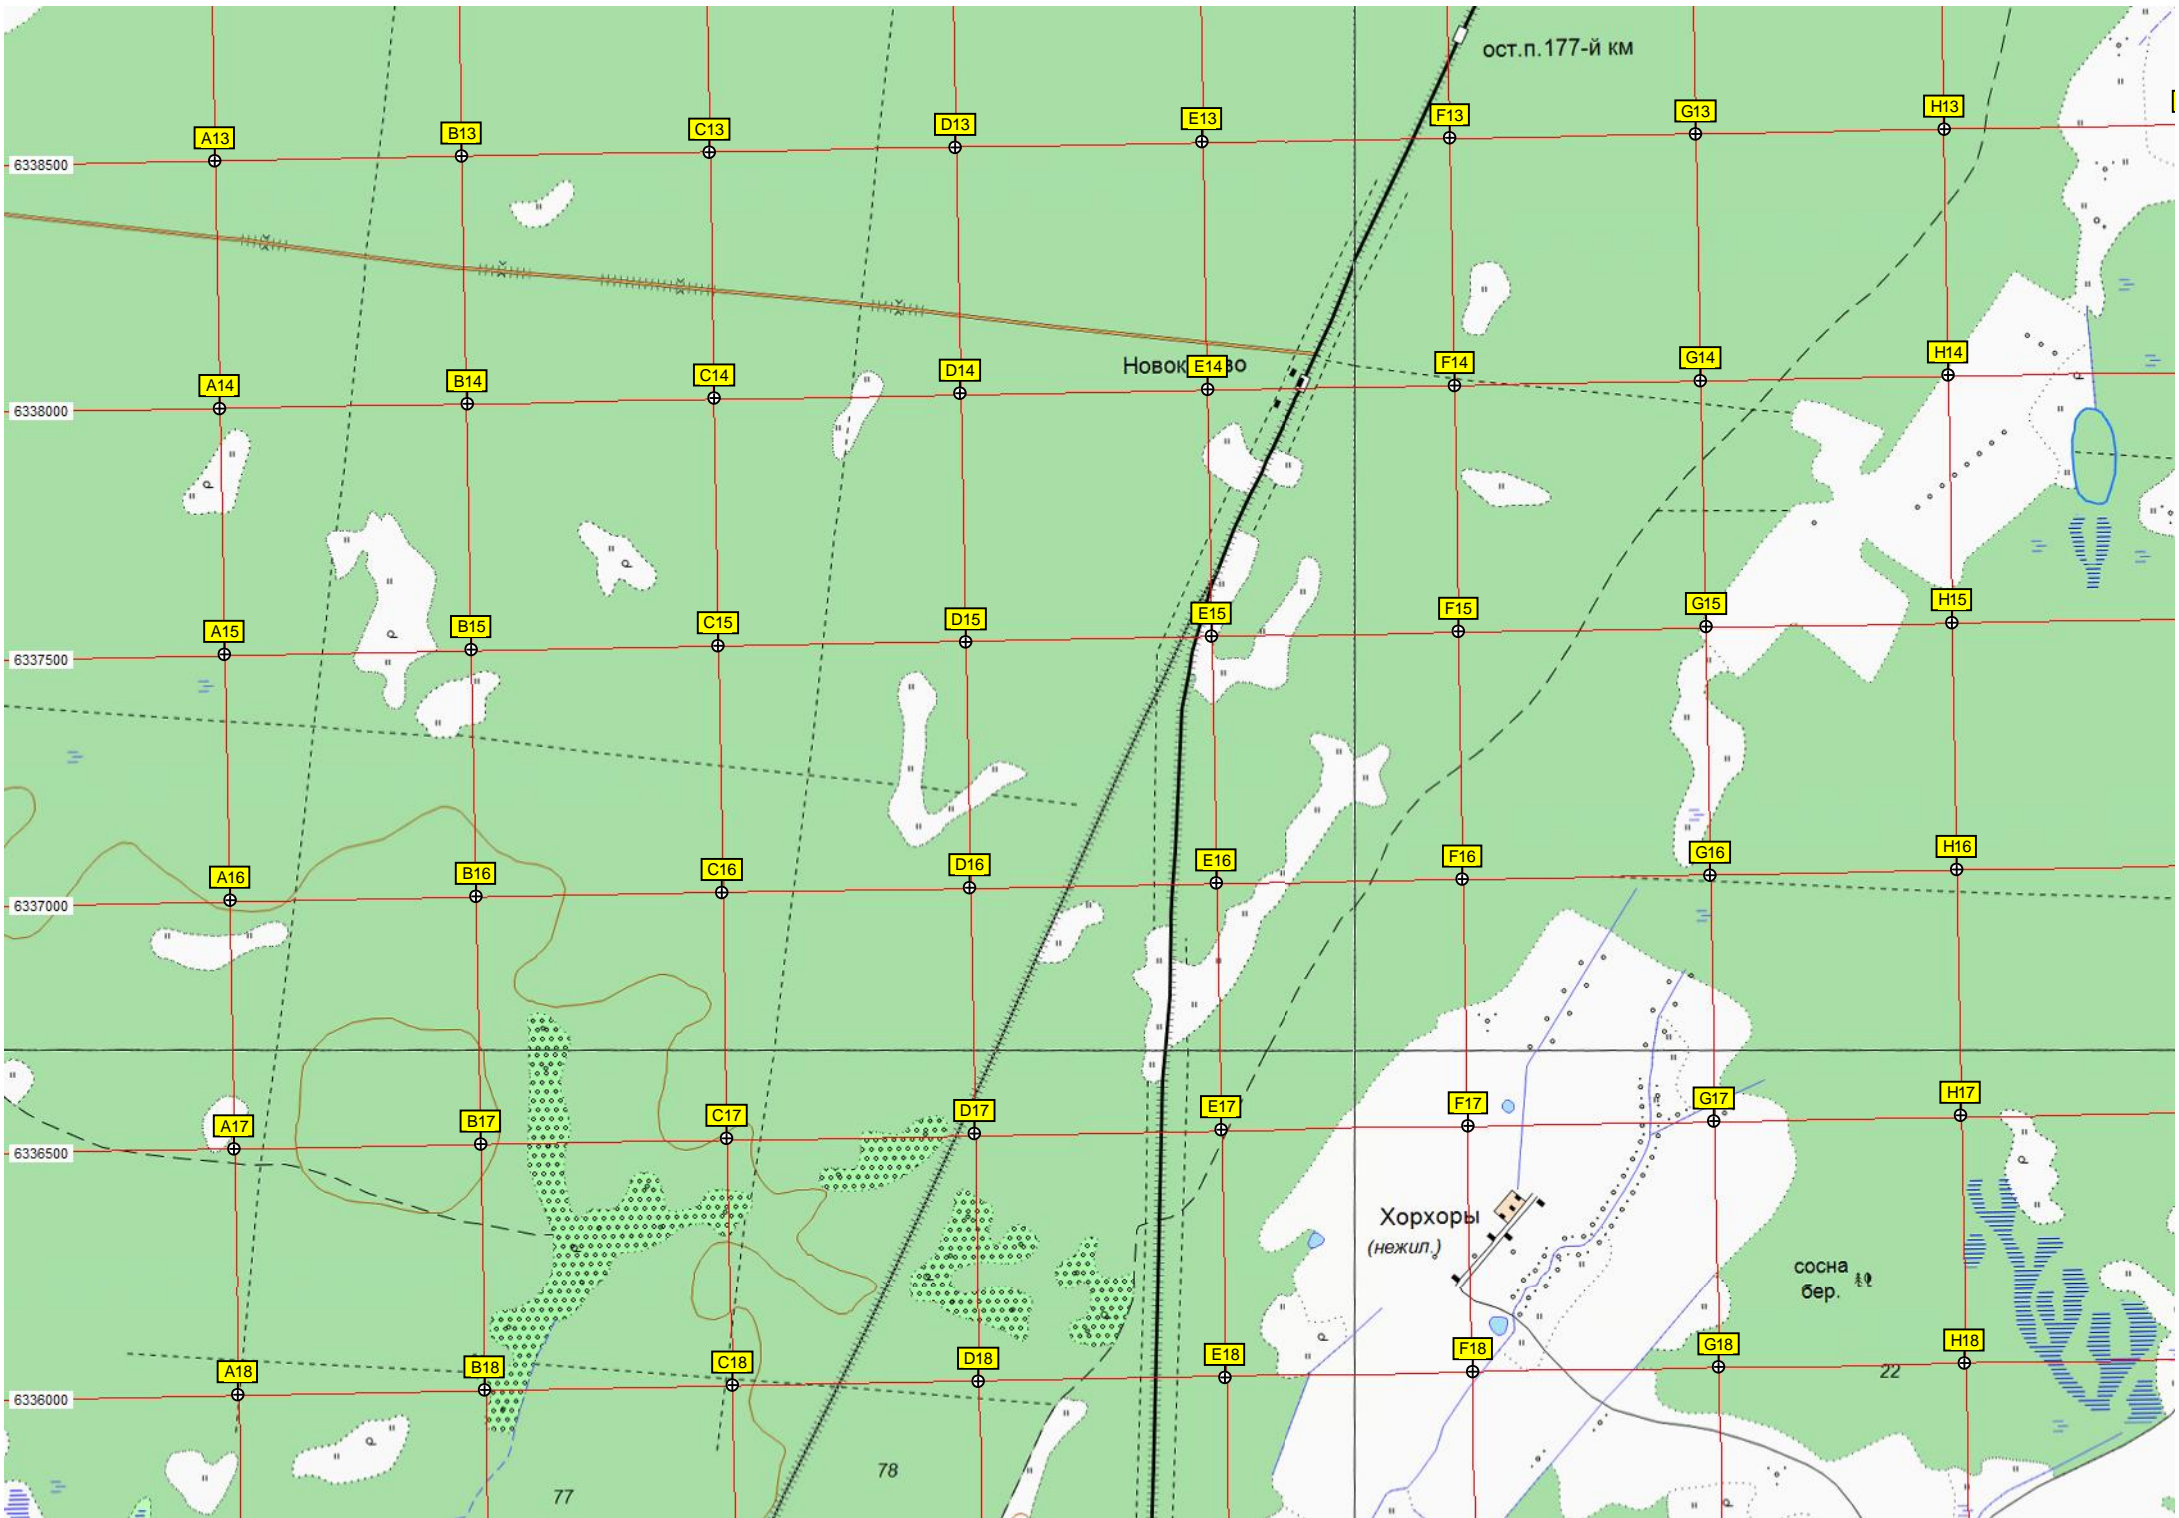 ост.п.177-й км
A13 B13 C13 D13 E13 F13 G13 H13
6338500
Новок во
A14 B14 C14 D14 E14 F14 G14 H14
6338000
A15 B15 C15 D15 E15 F15 G15 H15
6337500
A16 B16 C16 D16 E16 F16 G16 H16
6337000
A17 B17 C17 D17 E17 F17 G17 H17
6336500
Хорхоры
(нежил.)
сосна
бер.
A18 B18 C18 D18 E18 F18 G18 H18
22
6336000
78
77